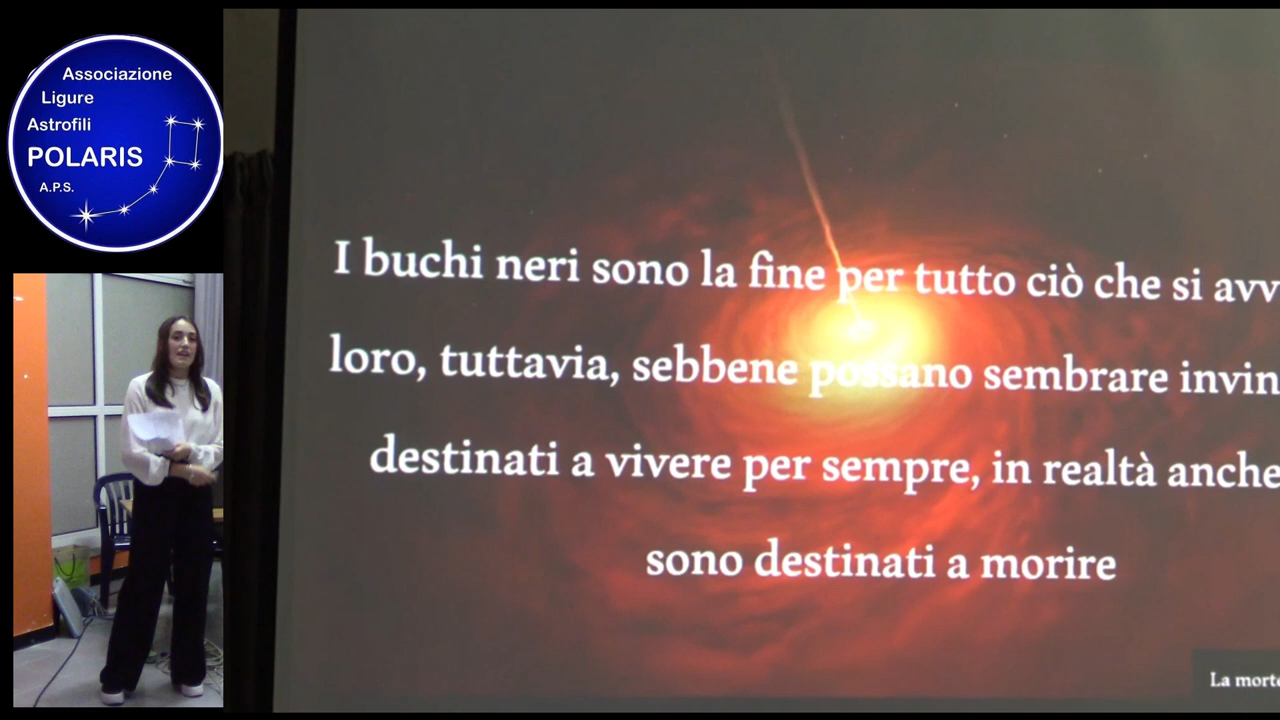 Associazione
Ligure
Astrofili
POLARIS
A.P.S.
I buchi neri sono la fine per tutto ciò che si avv
loro, tuttavia, sebbene possano sembrare invin
destinati a vivere per sempre, in realtà anche
sono destinati a morire
La morte